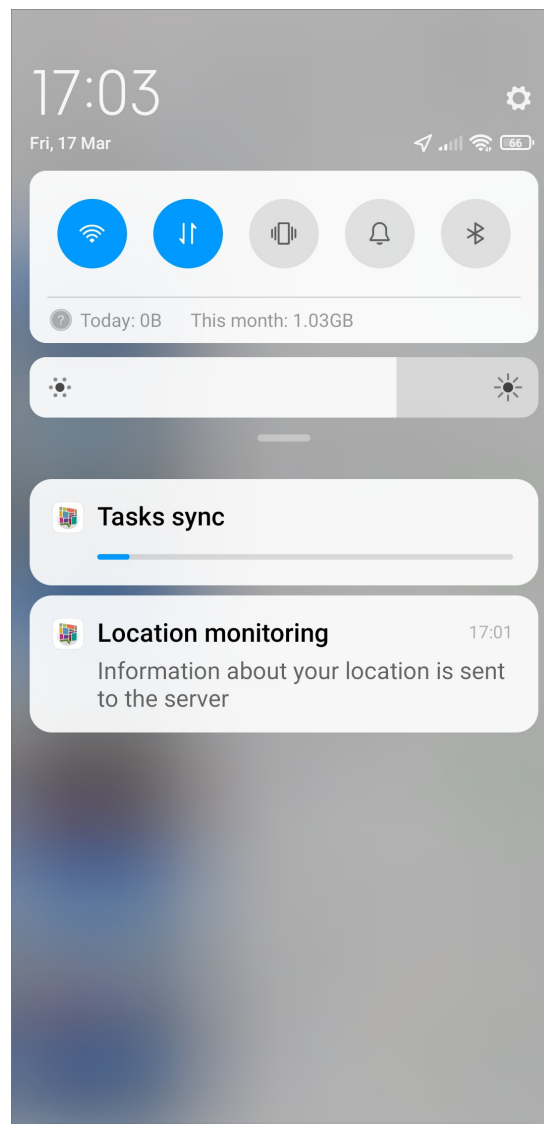 17:03
Fri, 17 Mar
66
? Today: 0B This month: 1.03GB
Tasks sync
Location monitoring 17:01
Information about your location is sent
to the server